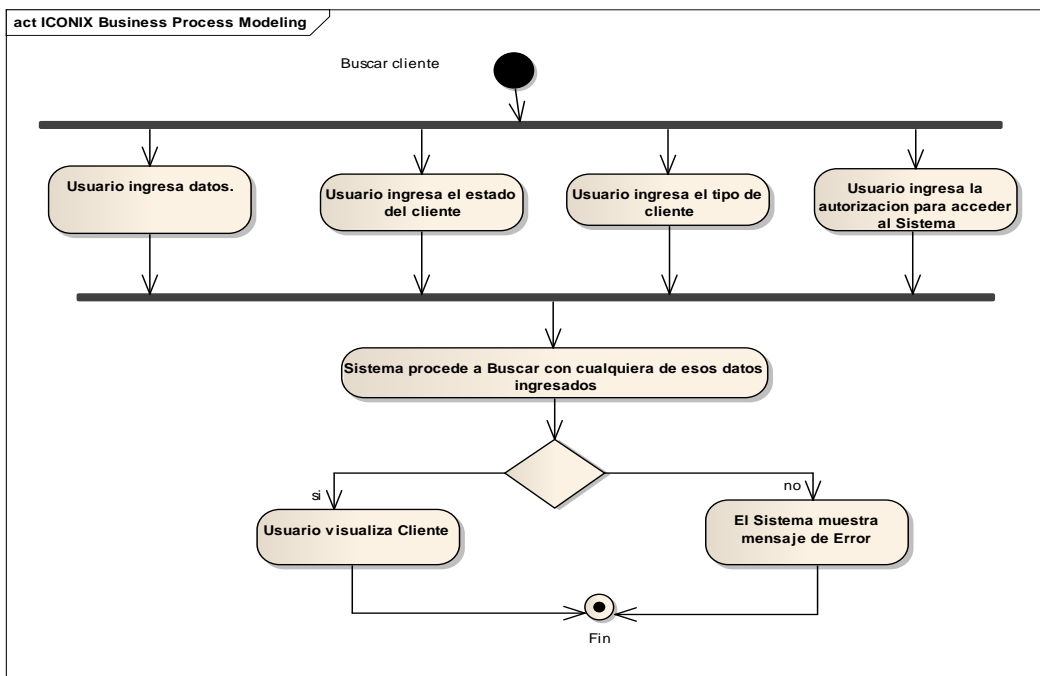 act ICONIX Business Process Modeling
Buscar cliente
Usuario ingresa datos.
Usuario ingresa el estado
del cliente
Usuario ingresa el tipo de
cliente
Usuario ingresa la
autorizacion para acceder
al Sistema
Sistema procede a Buscar con cualquiera de esos datos
ingresados
si
no
Usuario visualiza Cliente
El Sistema muestra
mensaje de Error
Fin